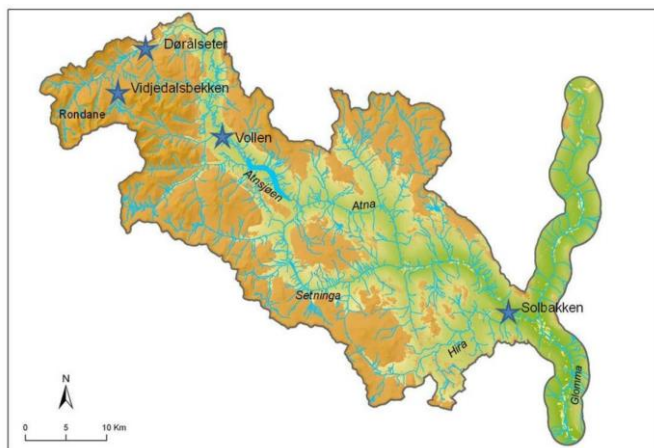 Dørålseter
Vidjedalsbekken
Rondane
Vollen
Atnsjøen
Atna
Setninga
Solbakken
Hira
Glomma
N
0 5 10 Km